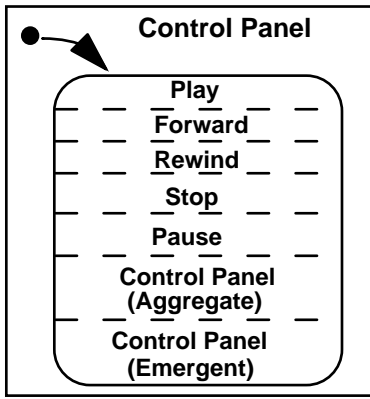 Control Panel
Play
Forward
Rewind
Stop
Pause
Control Panel
(Aggregate)
Control Panel
(Emergent)